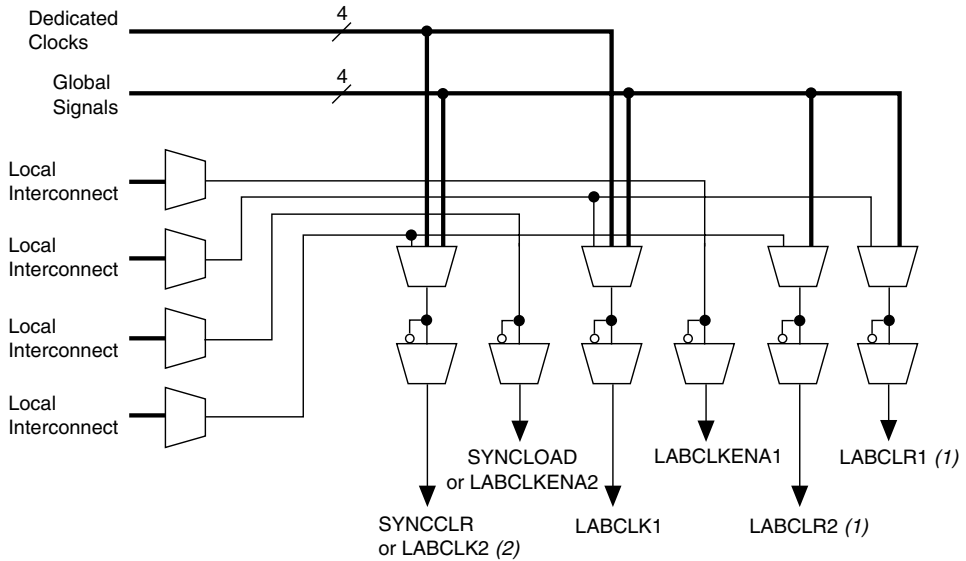 Dedicated
Clocks
4
Global
Signals
4
Local
Interconnect
Local
Interconnect
Local
Interconnect
Local
Interconnect
SYNCLOAD
or LABCLKENA2
LABCLKENA1
LABCLR1 (1)
SYNCCLR
or LABCLK2 (2)
LABCLK1
LABCLR2 (1)